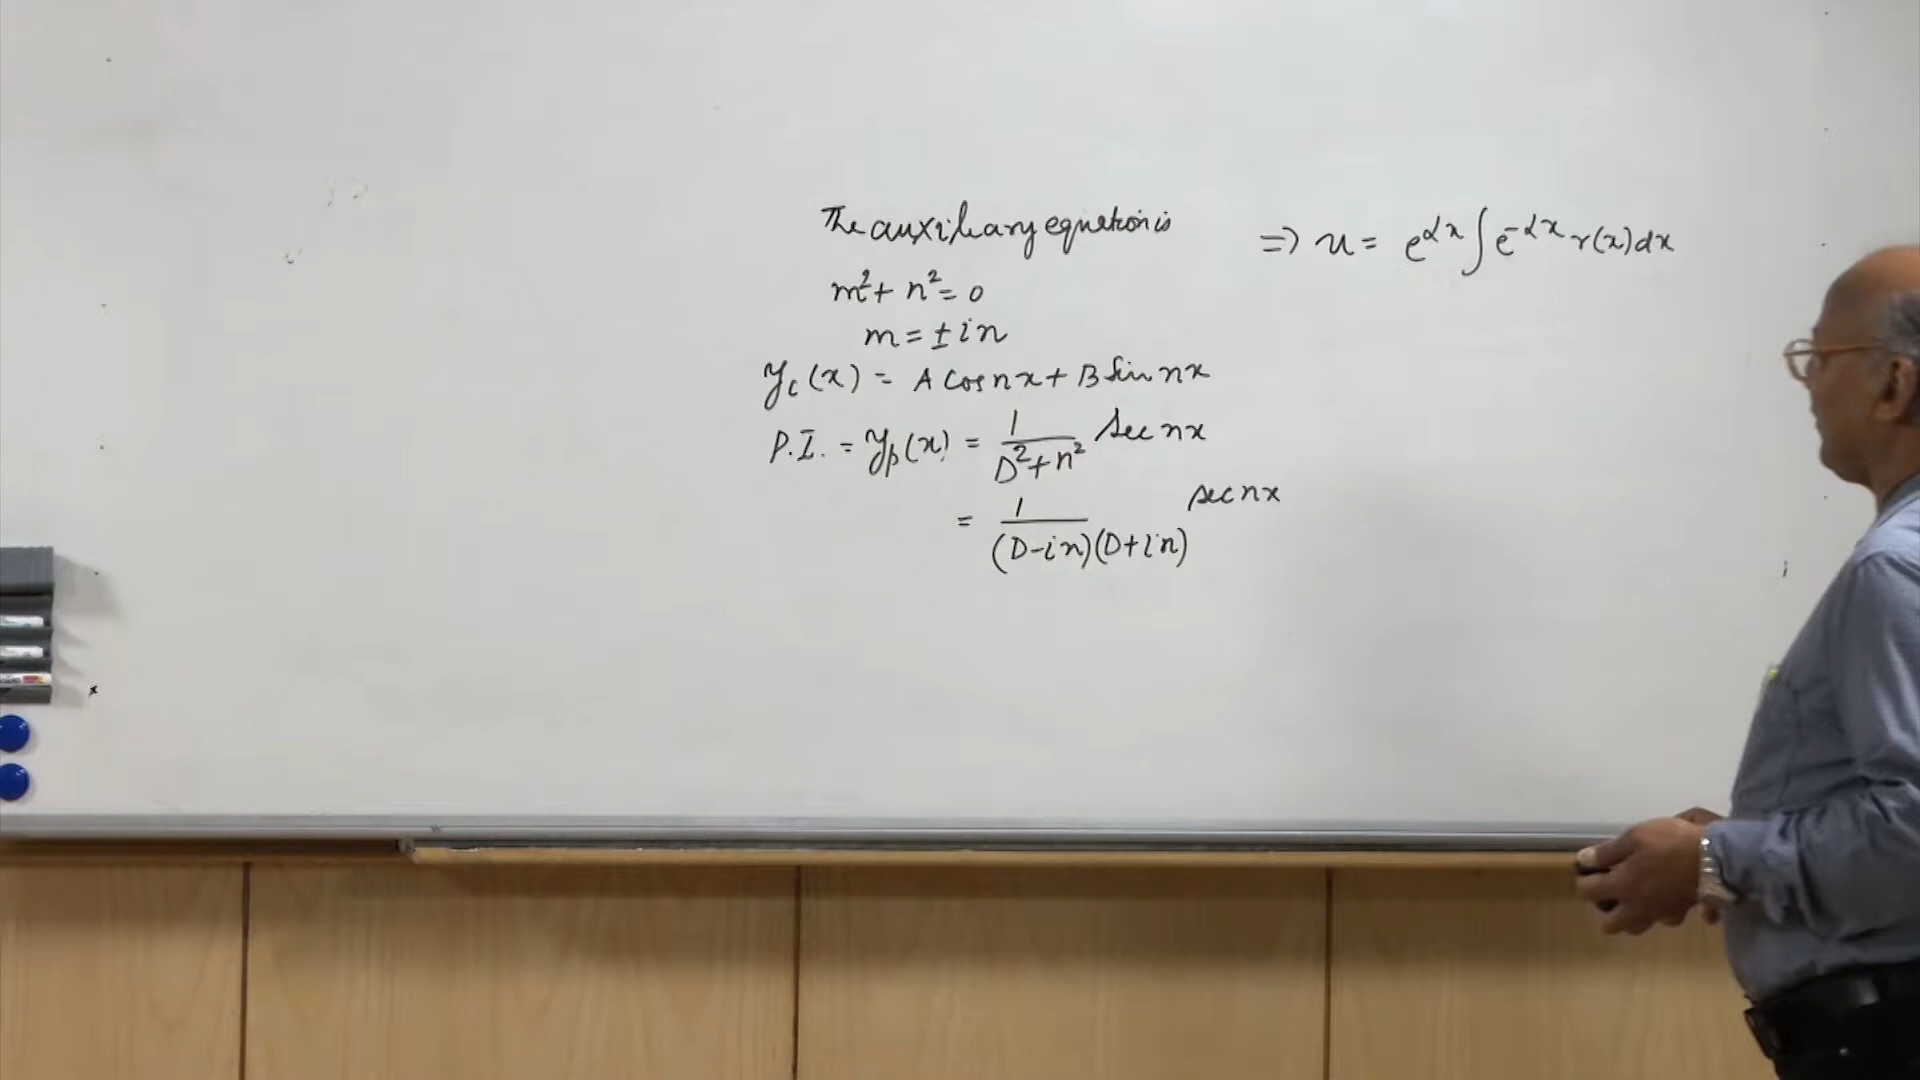 The auxiliary equation is
m² + n² = 0
m = ± in
y_c(x) = A cos nx + B sin nx
P.I. = y_p(x) = 1/(D² + n²) sec nx
= 1/((D-in)(D+in)) sec nx
=> u = e^{αx} ∫ e^{-αx} r(x) dx